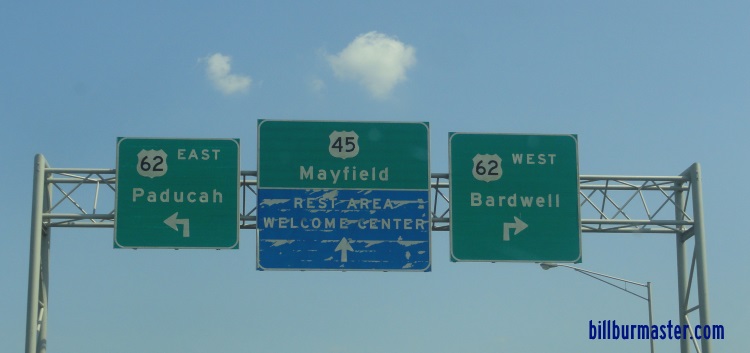 62 EAST
Paducah
45
Mayfield
REST AREA
WELCOME CENTER
62 WEST
Bardwell
billburmaster.com